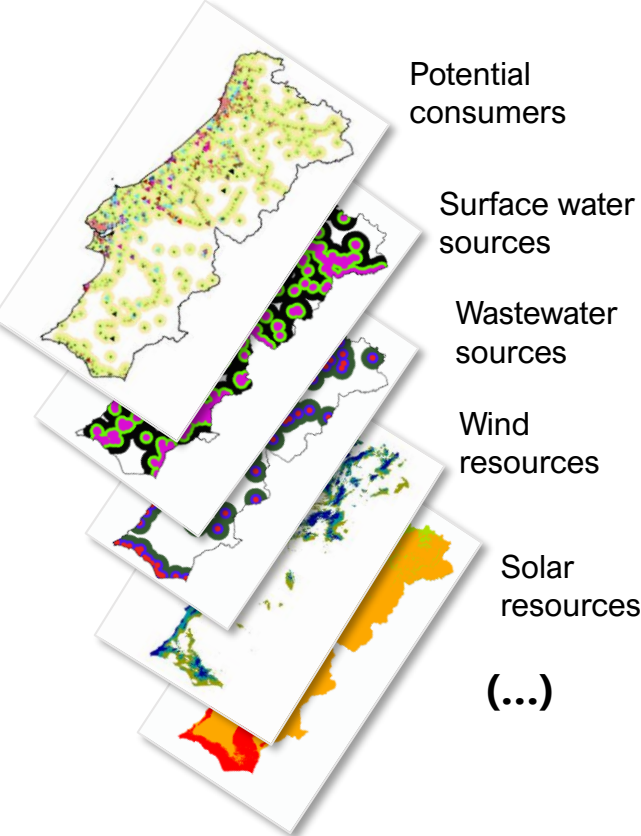 Potential
consumers
Surface water
sources
Wastewater
sources
Wind
resources
Solar
resources
(...)